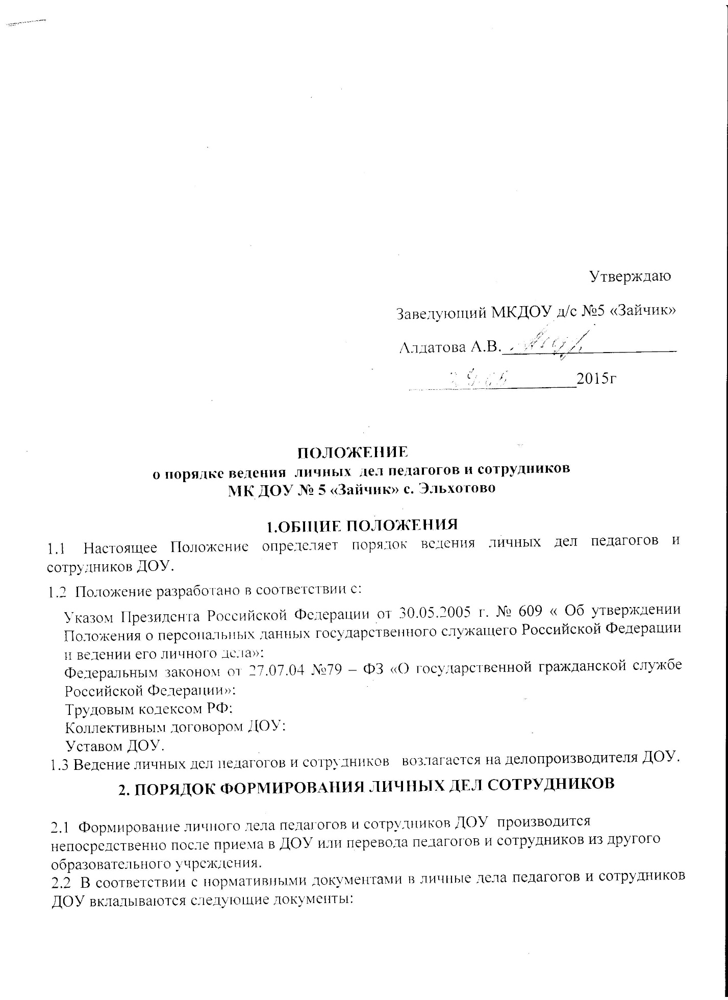 Утверждаю
Заведующий МКДОУ д/с №5 «Зайчик»
Алдатова А.В.
2015г
ПОЛОЖЕНИЕ
о порядке ведения личных дел педагогов и сотрудников
МК ДОУ № 5 «Зайчик» с. Эльхотово
1.ОБЩИЕ ПОЛОЖЕНИЯ
1.1 Настоящее Положение определяет порядок ведения личных дел педагогов и
сотрудников ДОУ.
1.2 Положение разработано в соответствии с:
Указом Президента Российской Федерации от 30.05.2005 г. № 609 « Об утверждении
Положения о персональных данных государственного служащего Российской Федерации
и ведении его личного дела»:
Федеральным законом от 27.07.04 №79 – ФЗ «О государственной гражданской службе
Российской Федерации»:
Трудовым кодексом РФ:
Коллективным договором ДОУ:
Уставом ДОУ.
1.3 Ведение личных дел педагогов и сотрудников возлагается на делопроизводителя ДОУ.
2. ПОРЯДОК ФОРМИРОВАНИЯ ЛИЧНЫХ ДЕЛ СОТРУДНИКОВ
2.1 Формирование личного дела педагогов и сотрудников ДОУ производится
непосредственно после приема в ДОУ или перевода педагогов и сотрудников из другого
образовательного учреждения.
2.2 В соответствии с нормативными документами в личные дела педагогов и сотрудников
ДОУ вкладываются следующие документы: